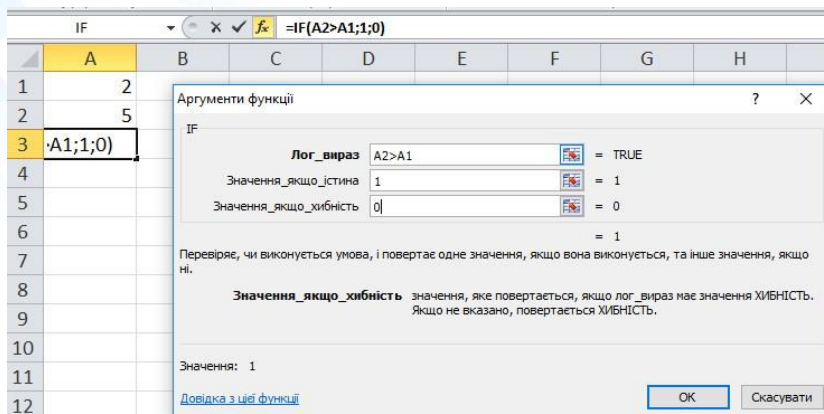 IF fx =IF(A2>A1;1;0)
A B C D E F G H
1 2
2 5
3 ·A1;1;0)
4
5
6
7
8
9
10
11
12
Аргументи функції ? X
IF
Лог_вираз A2>A1 = TRUE
Значення_якщо_істина 1 = 1
Значення_якщо_хибність 0 = 0
= 1
Перевіряє, чи виконується умова, і повертає одне значення, якщо вона виконується, та інше значення, якщо
ні.
Значення_якщо_хибність значення, яке повертається, якщо лог_вираз має значення ХИБНІСТЬ.
Якщо не вказано, повертається ХИБНІСТЬ.
Значення: 1
Довідка з цієї функції
OK Скасувати